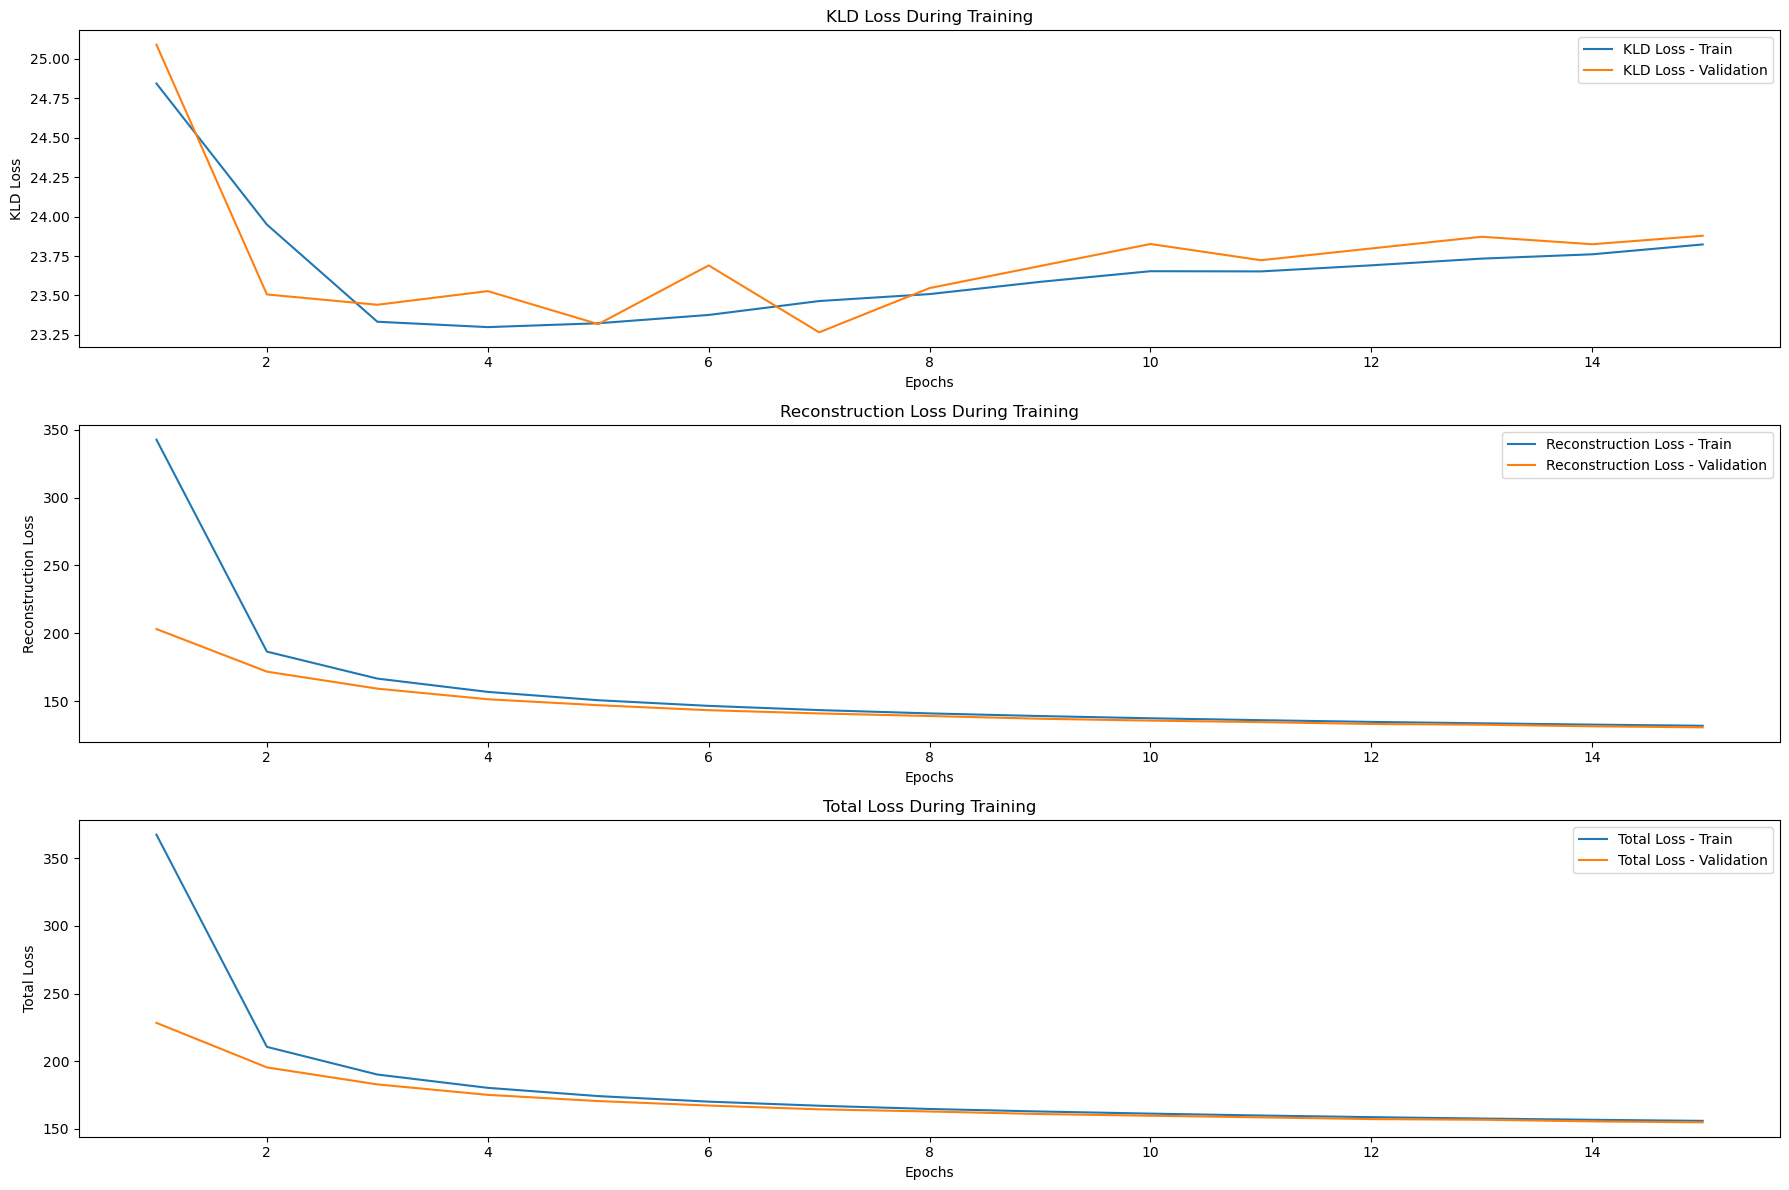 KLD Loss During Training
KLD Loss - Train
KLD Loss - Validation
KLD Loss
25.00
24.75
24.50
24.25
24.00
23.75
23.50
23.25
2 4 6 8 10 12 14
Epochs
Reconstruction Loss During Training
Reconstruction Loss - Train
Reconstruction Loss - Validation
Reconstruction Loss
350
300
250
200
150
2 4 6 8 10 12 14
Epochs
Total Loss During Training
Total Loss - Train
Total Loss - Validation
Total Loss
350
300
250
200
150
2 4 6 8 10 12 14
Epochs